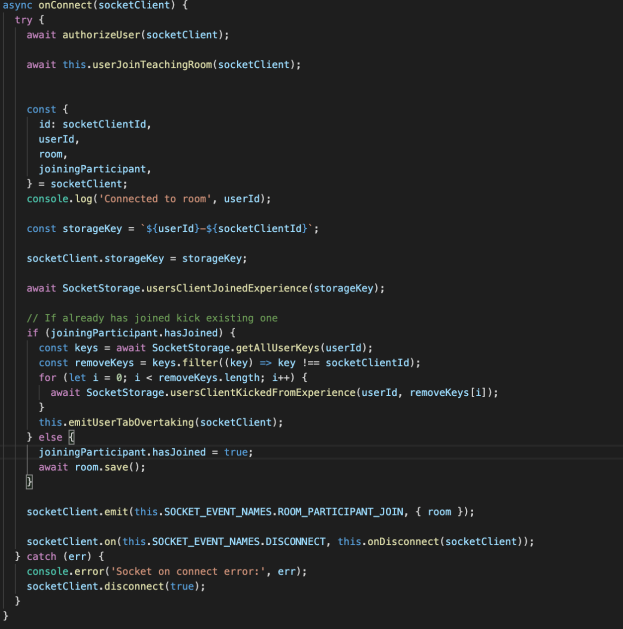 async onConnect(socketClient) {
try {
await authorizeUser(socketClient);
await this.userJoinTeachingRoom(socketClient);
const {
id: socketClientId,
userId,
room,
joiningParticipant,
} = socketClient;
console.log('Connected to room', userId);
const storageKey = `${userId}-${socketClientId}`;
socketClient.storageKey = storageKey;
await SocketStorage.usersClientJoinedExperience(storageKey);
// If already has joined kick existing one
if (joiningParticipant.hasJoined) {
const keys = await SocketStorage.getAllUserKeys(userId);
const removeKeys = keys.filter((key) => key !== socketClientId);
for (let i = 0; i < removeKeys.length; i++) {
await SocketStorage.usersClientKickedFromExperience(userId, removeKeys[i]);
}
this.emitUserTabOvertaking(socketClient);
} else {
joiningParticipant.hasJoined = true;
await room.save();
}
socketClient.emit(this.SOCKET_EVENT_NAMES.ROOM_PARTICIPANT_JOIN, { room });
socketClient.on(this.SOCKET_EVENT_NAMES.DISCONNECT, this.onDisconnect(socketClient));
} catch (err) {
console.error('Socket on connect error:', err);
socketClient.disconnect(true);
}
}